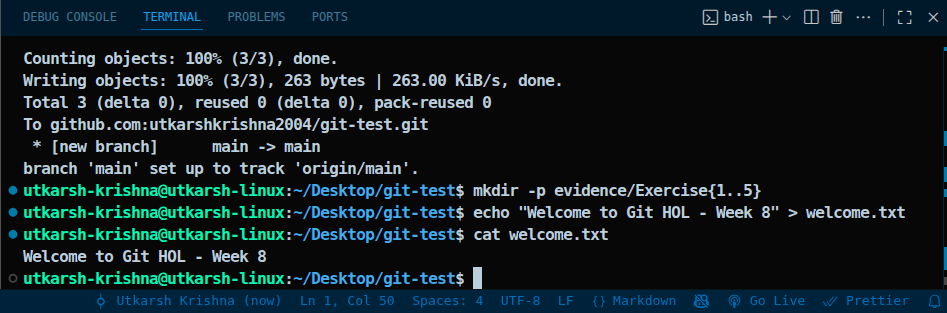 DEBUG CONSOLE TERMINAL PROBLEMS PORTS bash
Counting objects: 100% (3/3), done.
Writing objects: 100% (3/3), 263 bytes | 263.00 KiB/s, done.
Total 3 (delta 0), reused 0 (delta 0), pack-reused 0
To github.com:utkarshkrishna2004/git-test.git
 * [new branch]      main -> main
branch 'main' set up to track 'origin/main'.
utkarsh-krishna@utkarsh-linux:~/Desktop/git-test$ mkdir -p evidence/Exercise{1..5}
utkarsh-krishna@utkarsh-linux:~/Desktop/git-test$ echo "Welcome to Git HOL - Week 8" > welcome.txt
utkarsh-krishna@utkarsh-linux:~/Desktop/git-test$ cat welcome.txt
Welcome to Git HOL - Week 8
utkarsh-krishna@utkarsh-linux:~/Desktop/git-test$
Utkarsh Krishna (now) Ln 1, Col 50 Spaces: 4 UTF-8 LF {} Markdown Go Live Prettier